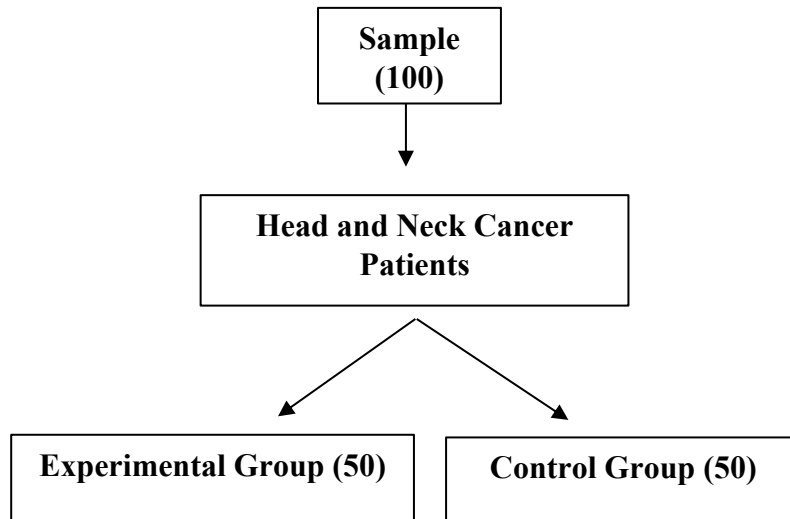 Sample
(100)
Head and Neck Cancer
Patients
Experimental Group (50)
Control Group (50)